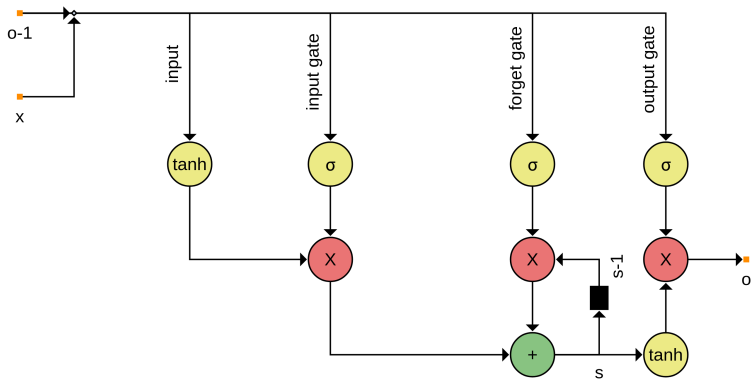 o-1
x
input
input gate
forget gate
output gate
tanh
σ
σ
σ
X
X
s-1
X
o
+
s
tanh